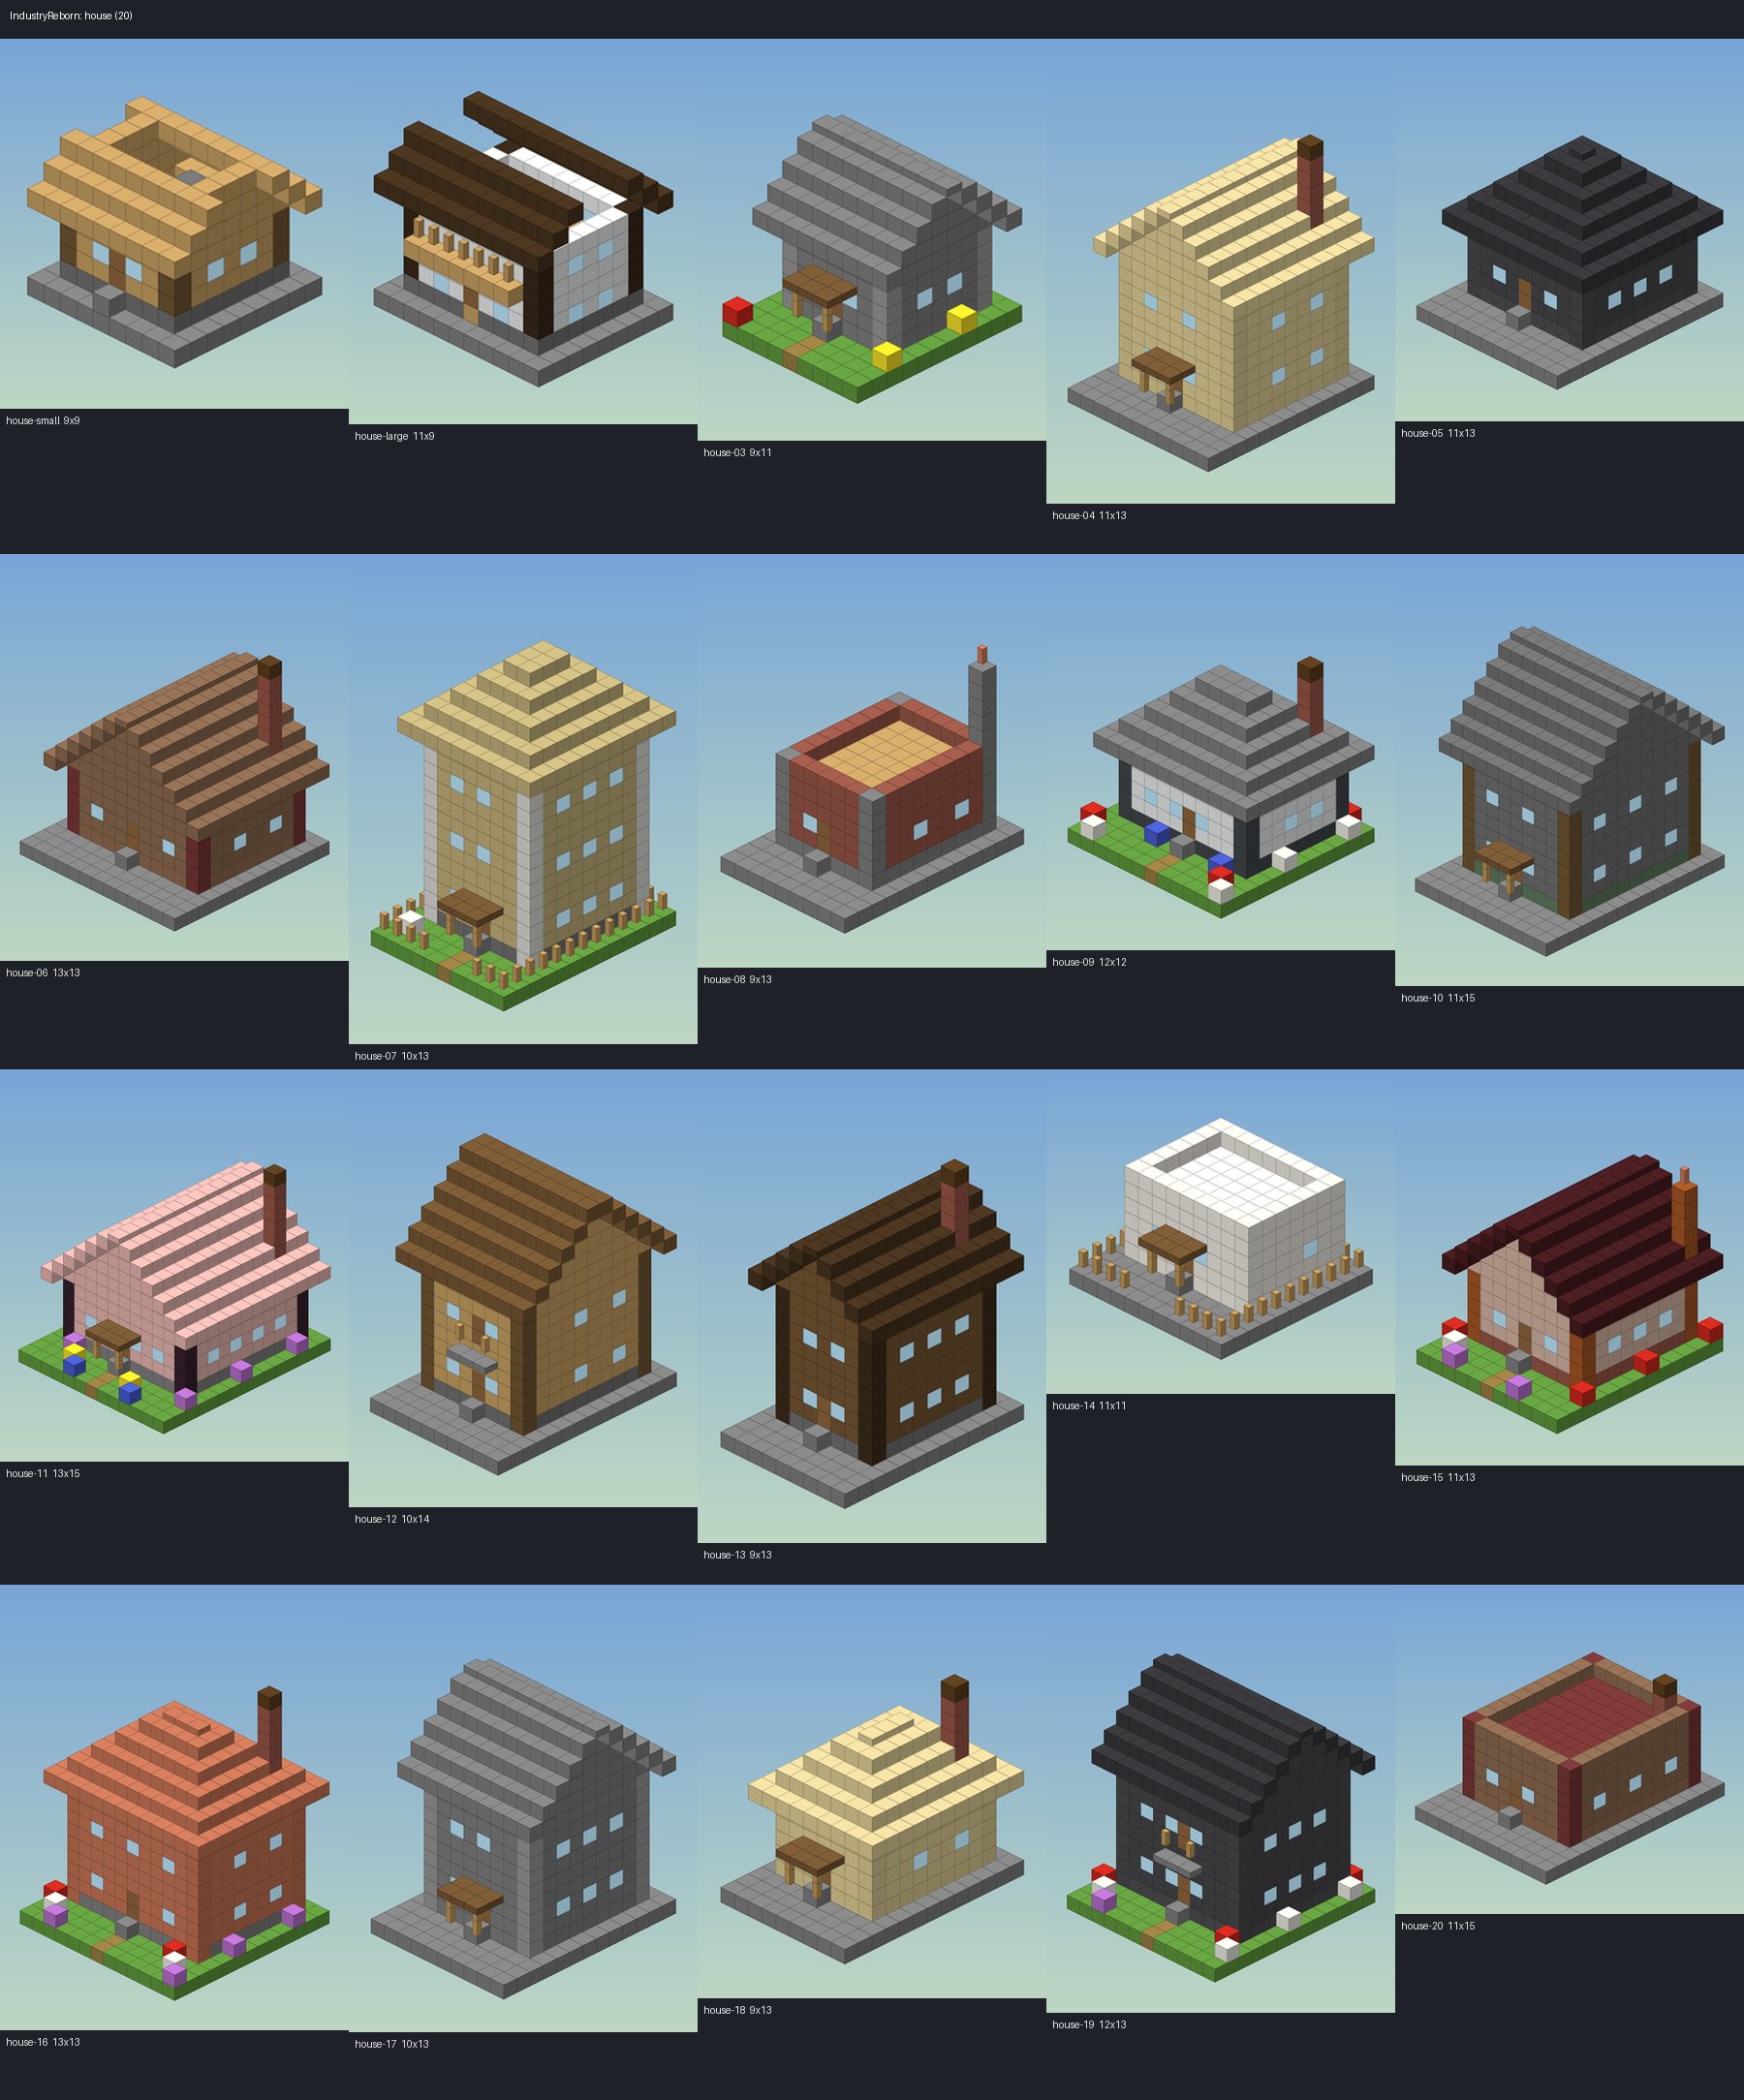 IndustryReborn: house (20)
house-small 9x9
house-large 11x9
house-03 9x11
house-04 11x13
house-05 11x13
house-06 13x13
house-07 10x13
house-08 9x13
house-09 12x12
house-10 11x15
house-11 13x15
house-12 10x14
house-13 9x13
house-14 11x11
house-15 11x13
house-16 13x13
house-17 10x13
house-18 9x13
house-19 12x13
house-20 11x15